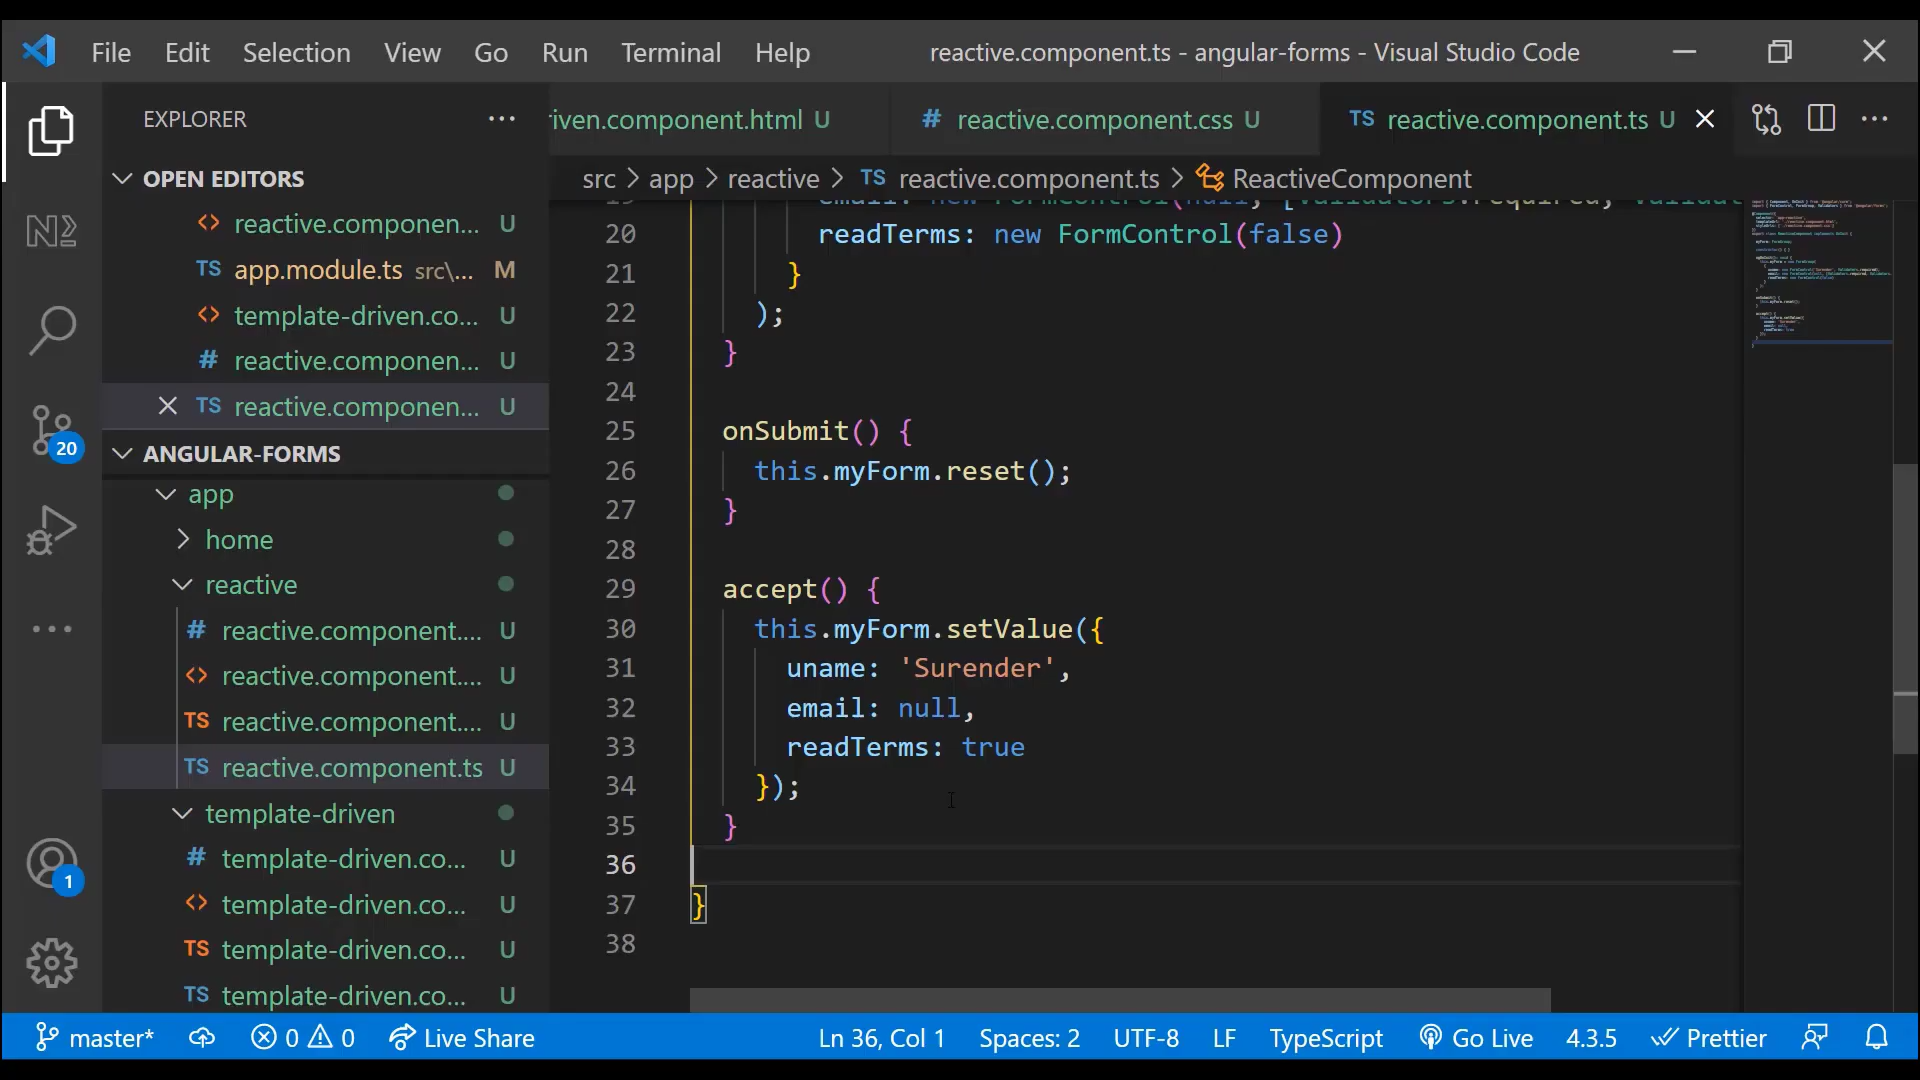 File Edit Selection View Go Run Terminal Help reactive.component.ts - angular-forms - Visual Studio Code
EXPLORER
OPEN EDITORS
reactive.componen... U
app.module.ts src\... M
template-driven.co... U
reactive.componen... U
reactive.componen... U
ANGULAR-FORMS
app
home
reactive
reactive.component.... U
reactive.component.... U
TS reactive.component.... U
TS reactive.component.ts U
template-driven
# template-driven.co... U
template-driven.co... U
TS template-driven.co... U
TS template-driven.co... U
20
1
iven.component.html U # reactive.component.css U TS reactive.component.ts U
src > app > reactive > TS reactive.component.ts > ReactiveComponent
20 readTerms: new FormControl(false)
21 }
22 );
23 }
24
25 onSubmit() {
26 this.myForm.reset();
27 }
28
29 accept() {
30 this.myForm.setValue({
31 uname: 'Surender',
32 email: null,
33 readTerms: true
34 });
35 }
36
37 }
38
master* 0 0 Live Share Ln 36, Col 1 Spaces: 2 UTF-8 LF TypeScript Go Live 4.3.5 Prettier